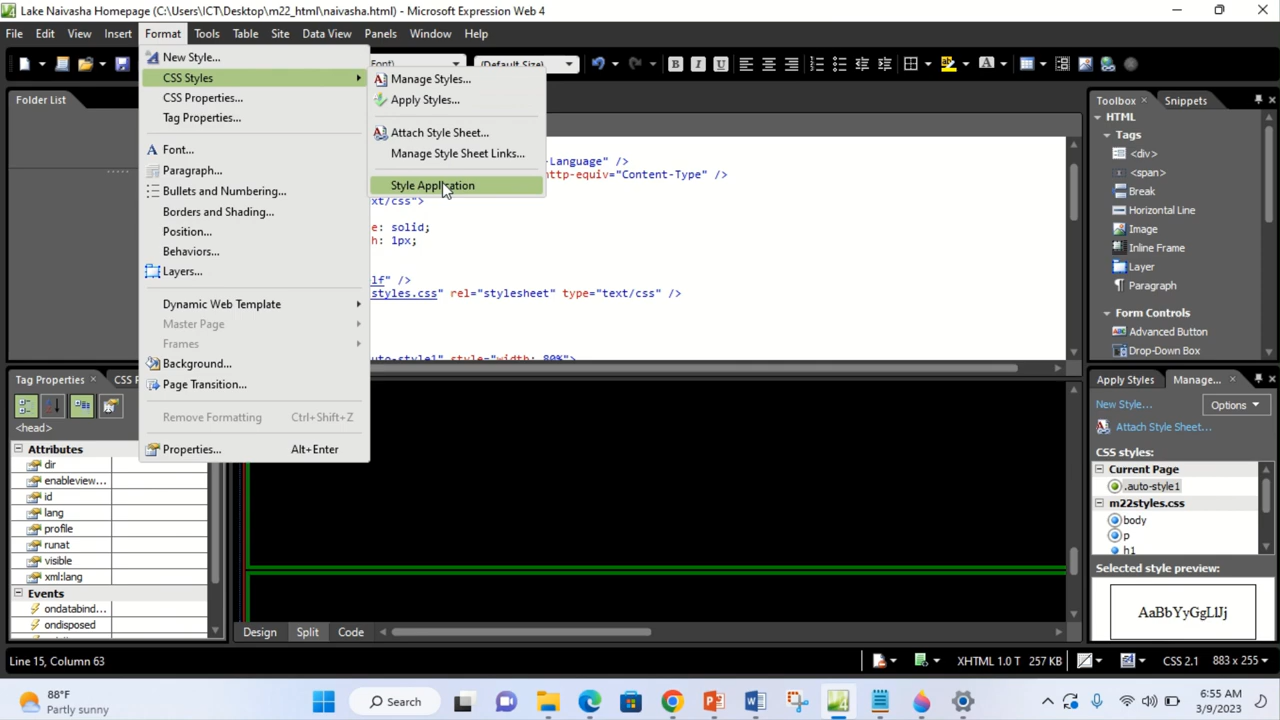 Lake Naivasha Homepage (C:\Users\ICT\Desktop\m22_html\naivasha.html) - Microsoft Expression Web 4
File Edit View Insert Format Tools Table Site Data View Panels Window Help
New Style...
Font) (Default Size) B I U A
CSS Styles
Manage Styles...
CSS Properties...
Apply Styles...
Tag Properties...
Attach Style Sheet...
Manage Style Sheet Links...
Style Application
Font...
Paragraph...
Bullets and Numbering...
Borders and Shading...
Position...
Behaviors...
Layers...
Dynamic Web Template
Master Page
Frames
Background...
Page Transition...
Remove Formatting Ctrl+Shift+Z
Properties... Alt+Enter
Folder List
-Language" />
http-equiv="Content-Type" />
xt/css">
e: solid;
h: 1px;
lf" />
styles.css" rel="stylesheet" type="text/css" />
auto-style1" style="width: 80%">
Toolbox Snippets
HTML
Tags
<div>
<span>
Break
Horizontal Line
Image
Inline Frame
Layer
Paragraph
Form Controls
Advanced Button
Drop-Down Box
Tag Properties CSS P
<head>
Attributes
dir
enableview...
id
lang
profile
runat
visible
xml:lang
Events
ondatabind...
ondisposed
Apply Styles Manage...
New Style... Options
Attach Style Sheet...
CSS styles:
Current Page
.auto-style1
m22styles.css
body
p
h1
Selected style preview:
AaBbYyGgLlJj
Design Split Code
Line 15, Column 63 XHTML 1.0 T 257 KB CSS 2.1 883 x 255
88°F
Partly sunny
Search
6:55 AM
3/9/2023